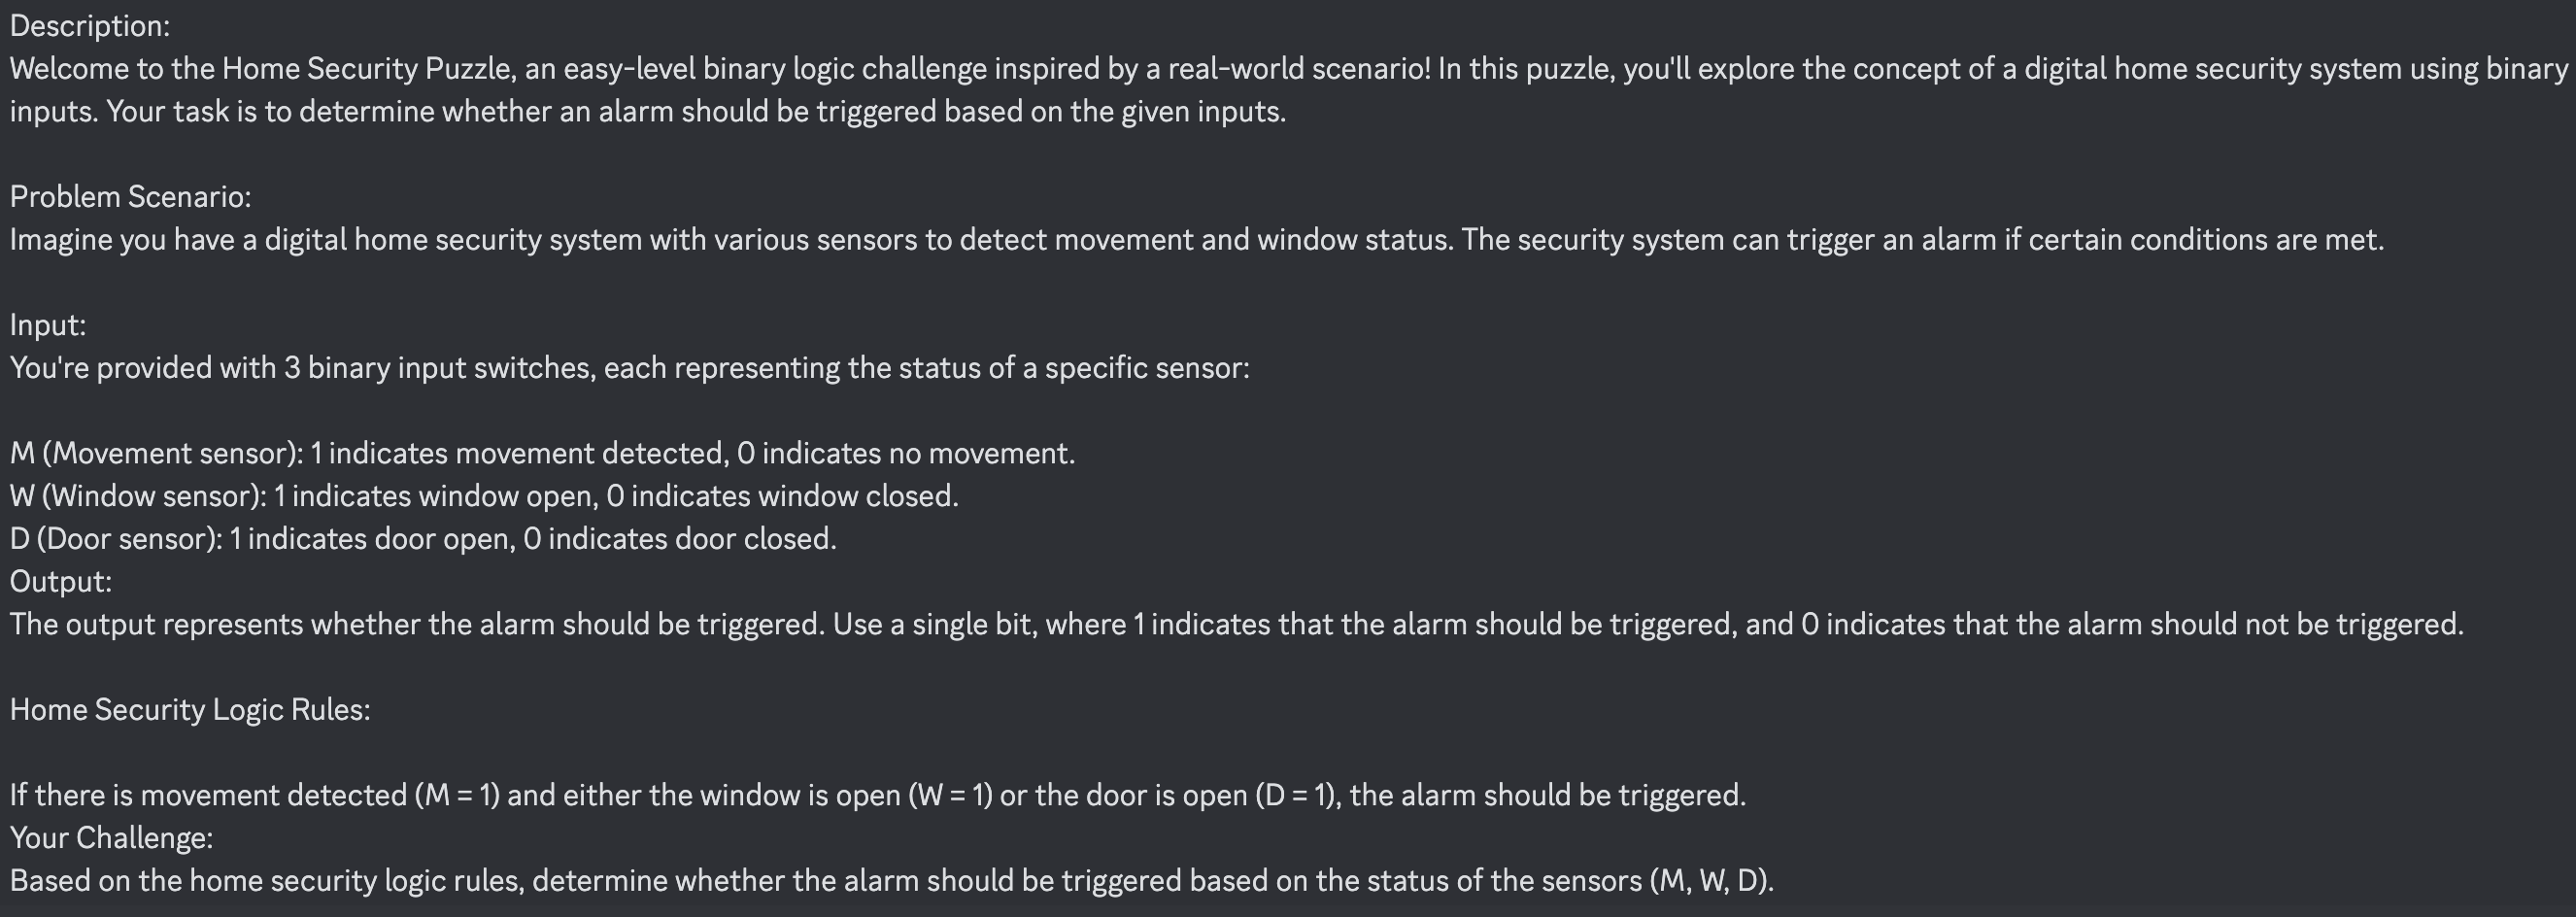 Description:
Welcome to the Home Security Puzzle, an easy-level binary logic challenge inspired by a real-world scenario! In this puzzle, you'll explore the concept of a digital home security system using binary
inputs. Your task is to determine whether an alarm should be triggered based on the given inputs.
Problem Scenario:
Imagine you have a digital home security system with various sensors to detect movement and window status. The security system can trigger an alarm if certain conditions are met.
Input:
You're provided with 3 binary input switches, each representing the status of a specific sensor:
M (Movement sensor): 1 indicates movement detected, 0 indicates no movement.
W (Window sensor): 1 indicates window open, 0 indicates window closed.
D (Door sensor): 1 indicates door open, 0 indicates door closed.
Output:
The output represents whether the alarm should be triggered. Use a single bit, where 1 indicates that the alarm should be triggered, and 0 indicates that the alarm should not be triggered.
Home Security Logic Rules:
If there is movement detected (M = 1) and either the window is open (W = 1) or the door is open (D = 1), the alarm should be triggered.
Your Challenge:
Based on the home security logic rules, determine whether the alarm should be triggered based on the status of the sensors (M, W, D).